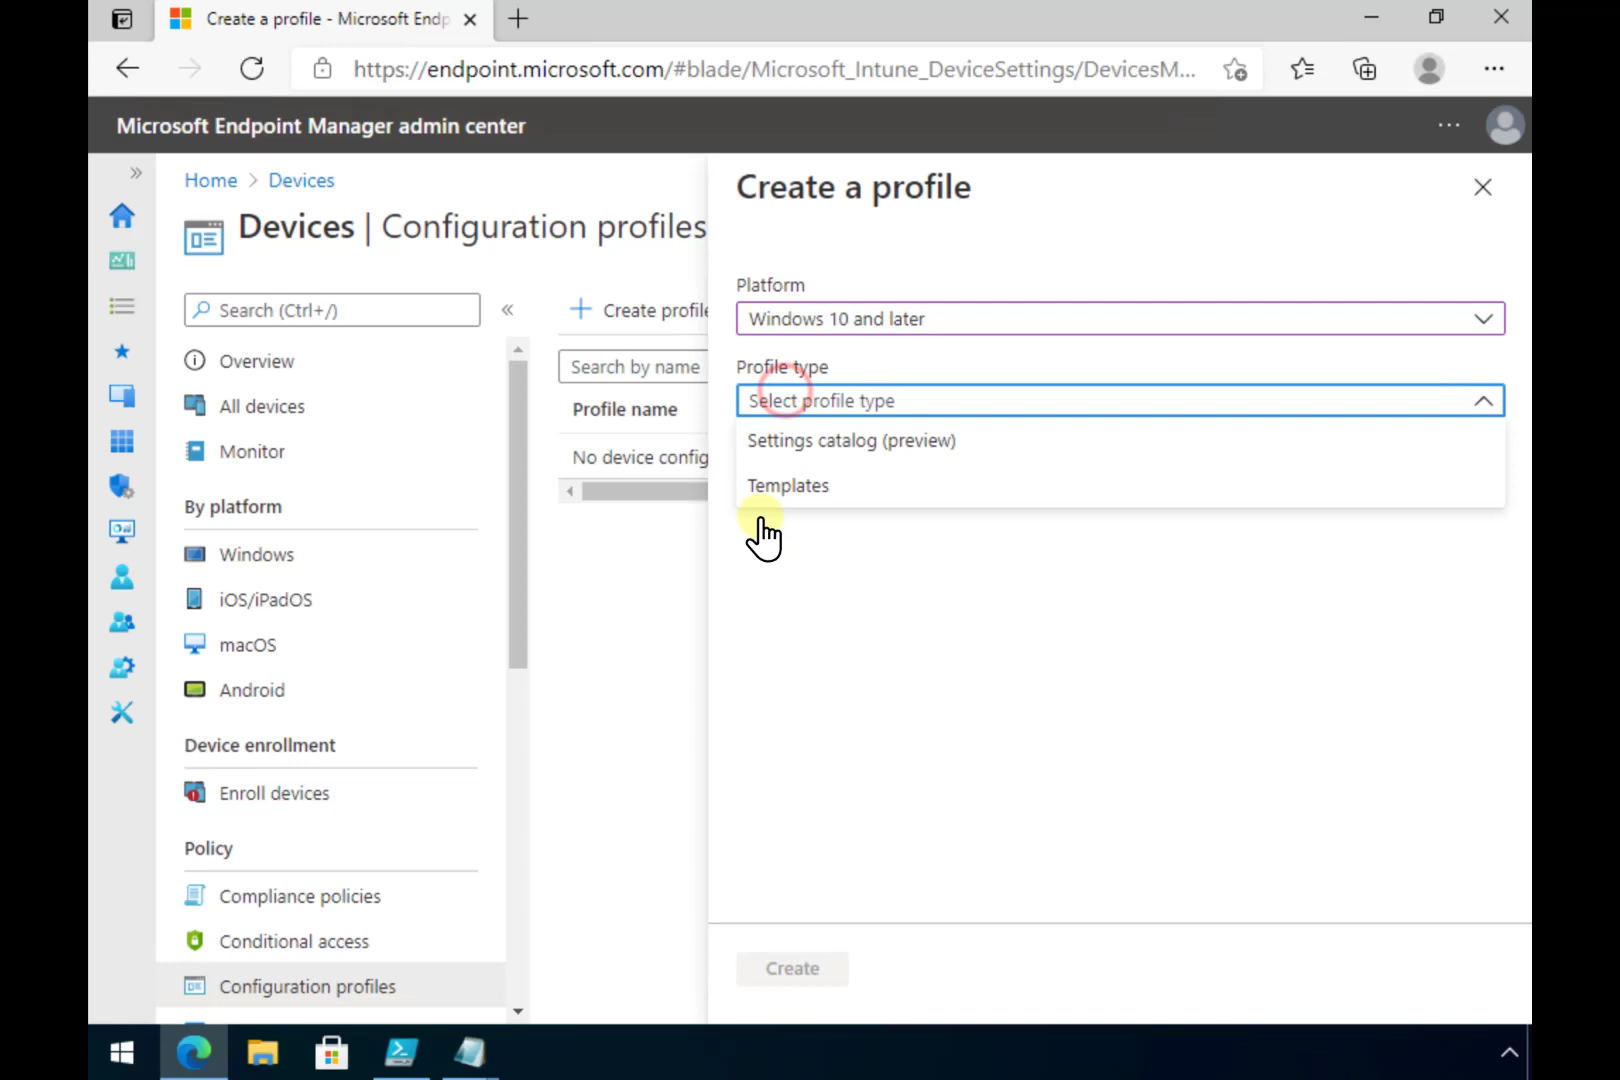 Create a profile - Microsoft Endp
https://endpoint.microsoft.com/#blade/Microsoft_Intune_DeviceSettings/DevicesM...
Microsoft Endpoint Manager admin center
Home > Devices
Devices | Configuration profiles
Search (Ctrl+/)
Overview
All devices
Monitor
By platform
Windows
iOS/iPadOS
macOS
Android
Device enrollment
Enroll devices
Policy
Compliance policies
Conditional access
Configuration profiles
Create profile
Search by name
Profile name
No device config
Create a profile
Platform
Windows 10 and later
Profile type
Select profile type
Settings catalog (preview)
Templates
Create